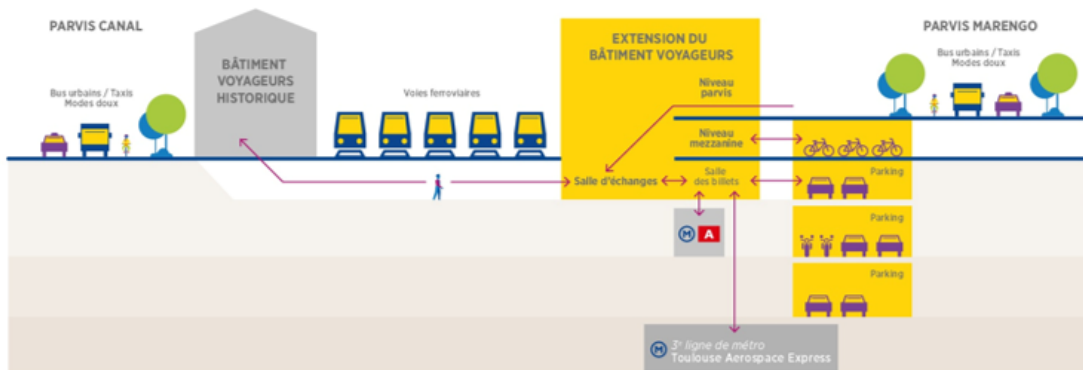 PARVIS CANAL
Bus urbains / Taxis
Modes doux
BÂTIMENT
VOYAGEURS
HISTORIQUE
Voies ferroviaires
EXTENSION DU
BÂTIMENT VOYAGEURS
Niveau
parvis
Niveau
mezzanine
Salle d'échanges
Salle
des billets
PARVIS MARENGO
Bus urbains / Taxis
Modes doux
Parking
M A
Parking
Parking
M 3e ligne de métro
Toulouse Aerospace Express